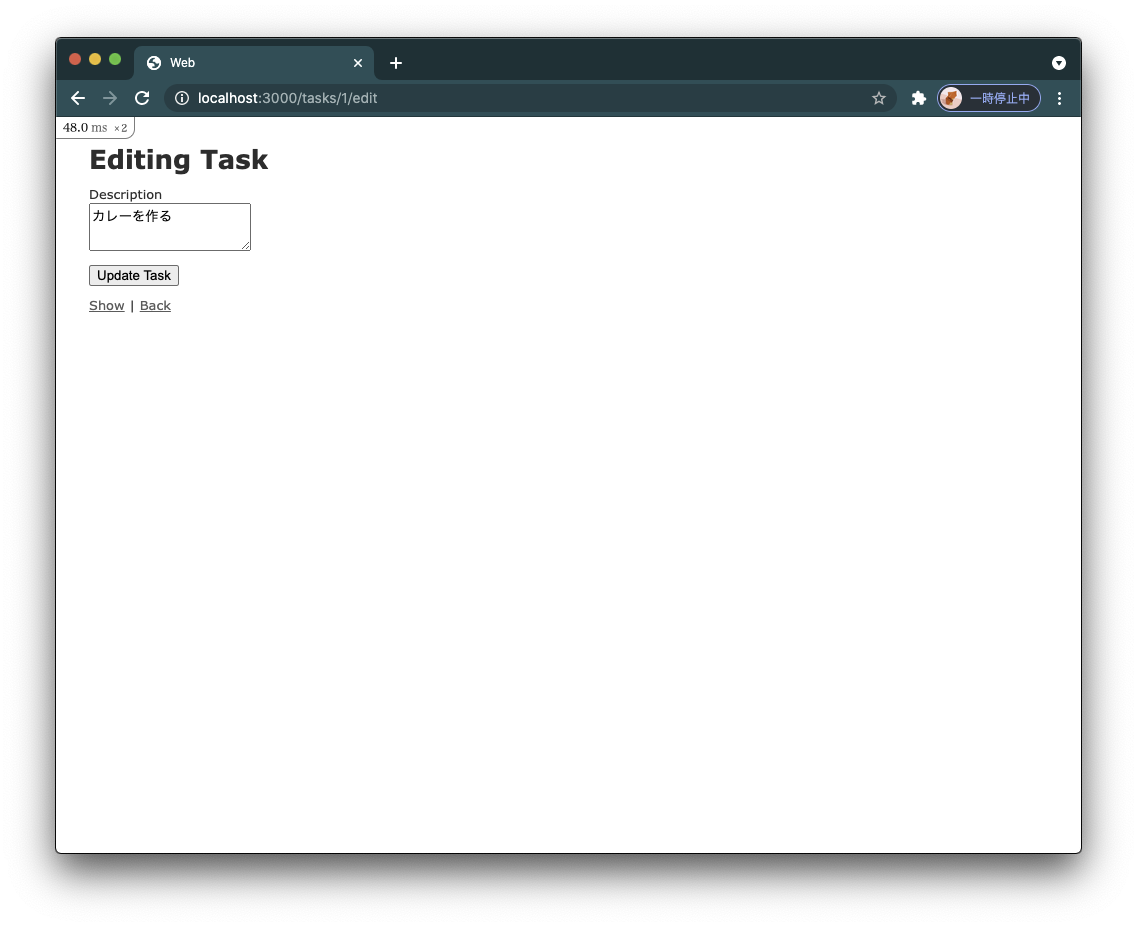 Web
localhost:3000/tasks/1/edit
一時停止中
48.0 ms ×2
Editing Task
Description
カレーを作る
Update Task
Show | Back